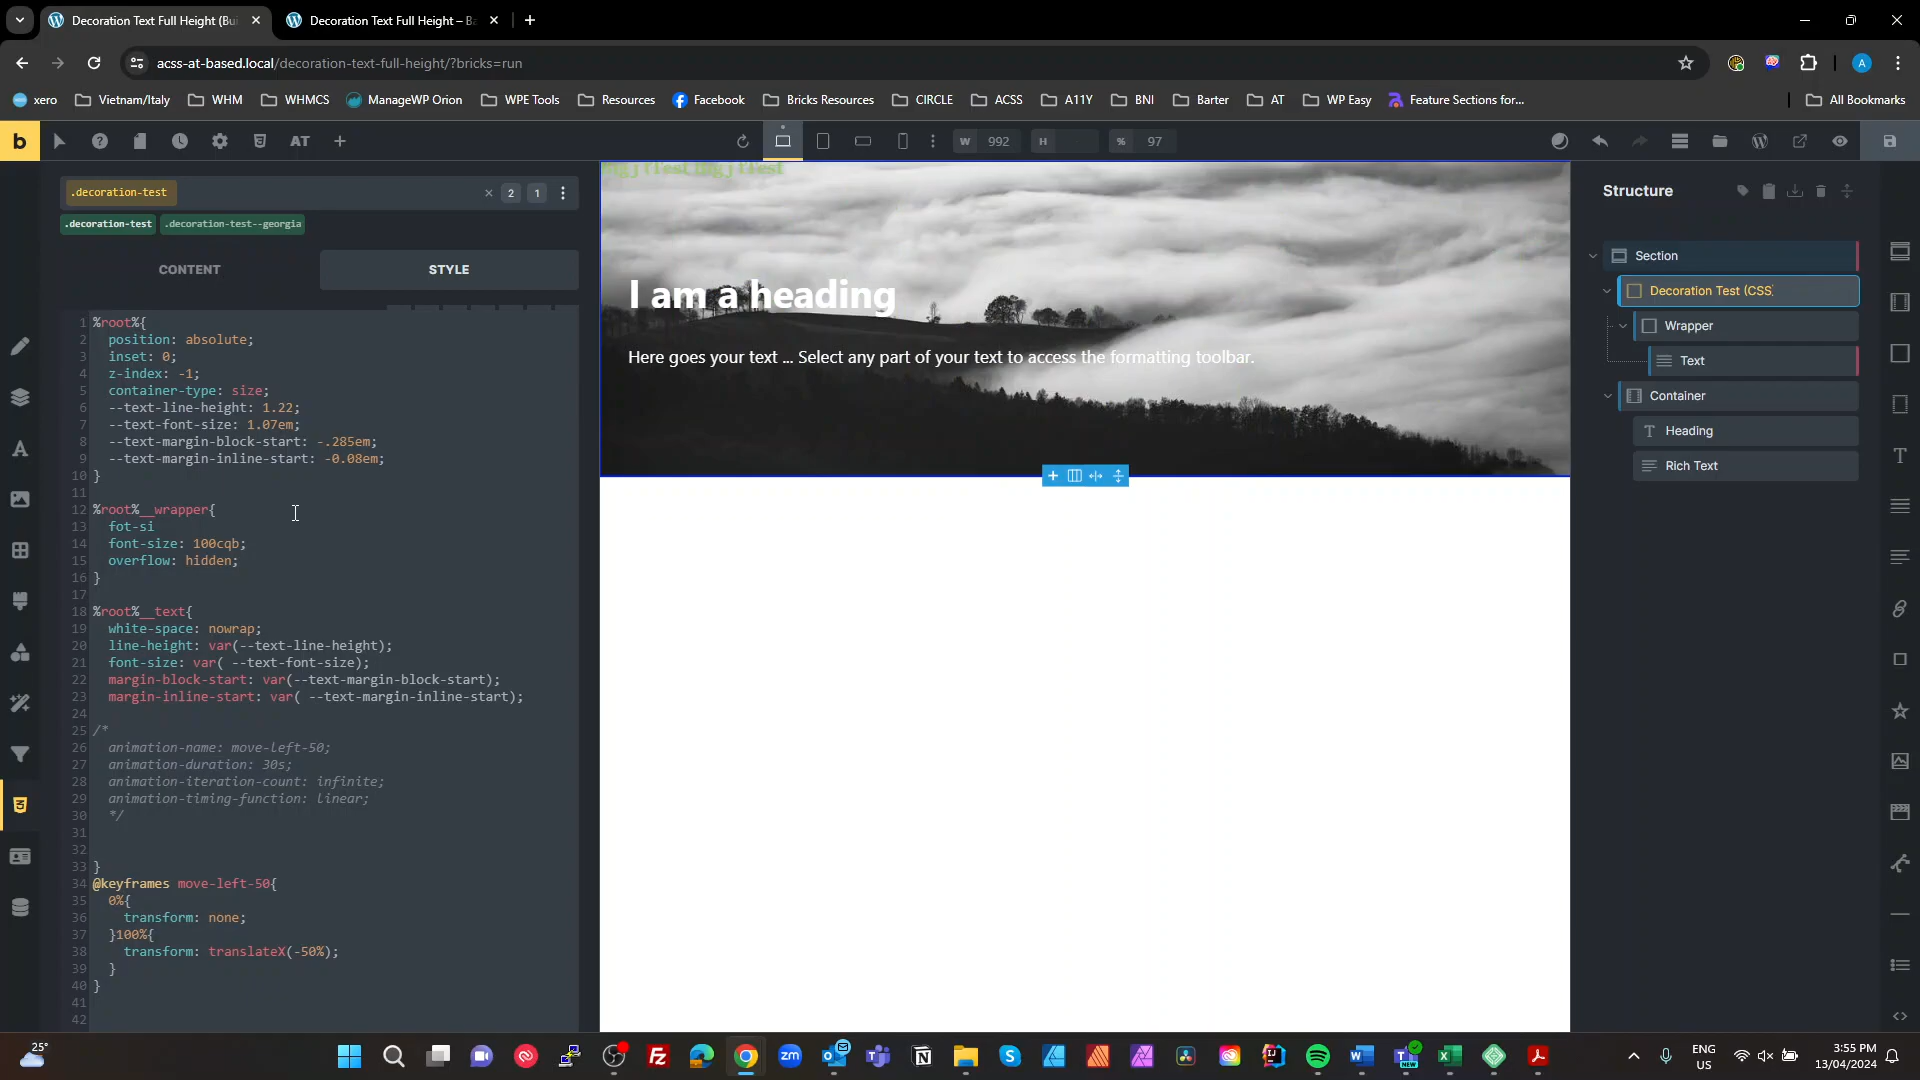 Decoration Text Full Height (Bui
Decoration Text Full Height – Ba
acss-at-based.local/decoration-text-full-height/?bricks=run
xero
Vietnam/Italy
WHM
WHMCS
ManageWP Orion
WPE Tools
Resources
Facebook
Bricks Resources
CIRCLE
ACSS
A11Y
BNI
Barter
AT
WP Easy
Feature Sections for...
All Bookmarks
b
AT
W 992
H
% 97
.decoration-test
2
1
.decoration-test
.decoration-test--georgia
CONTENT
STYLE
1 %root%{
2 position: absolute;
3 inset: 0;
4 z-index: -1;
5 container-type: size;
6 --text-line-height: 1.22;
7 --text-font-size: 1.07em;
8 --text-margin-block-start: -.285em;
9 --text-margin-inline-start: -0.08em;
10 }
11
12 %root%__wrapper{
13 fot-si
14 font-size: 100cqb;
15 overflow: hidden;
16 }
17
18 %root%__text{
19 white-space: nowrap;
20 line-height: var(--text-line-height);
21 font-size: var( --text-font-size);
22 margin-block-start: var(--text-margin-block-start);
23 margin-inline-start: var( --text-margin-inline-start);
24
25 /*
26 animation-name: move-left-50;
27 animation-duration: 30s;
28 animation-iteration-count: infinite;
29 animation-timing-function: linear;
30 */
31
32
33 }
34 @keyframes move-left-50{
35 0%{
36 transform: none;
37 }100%{
38 transform: translateX(-50%);
39 }
40 }
41
42
I am a heading
Here goes your text ... Select any part of your text to access the formatting toolbar.
Structure
Section
Decoration Test (CSS)
Wrapper
Text
Container
Heading
Rich Text
25°
ENG
US
3:55 PM
13/04/2024